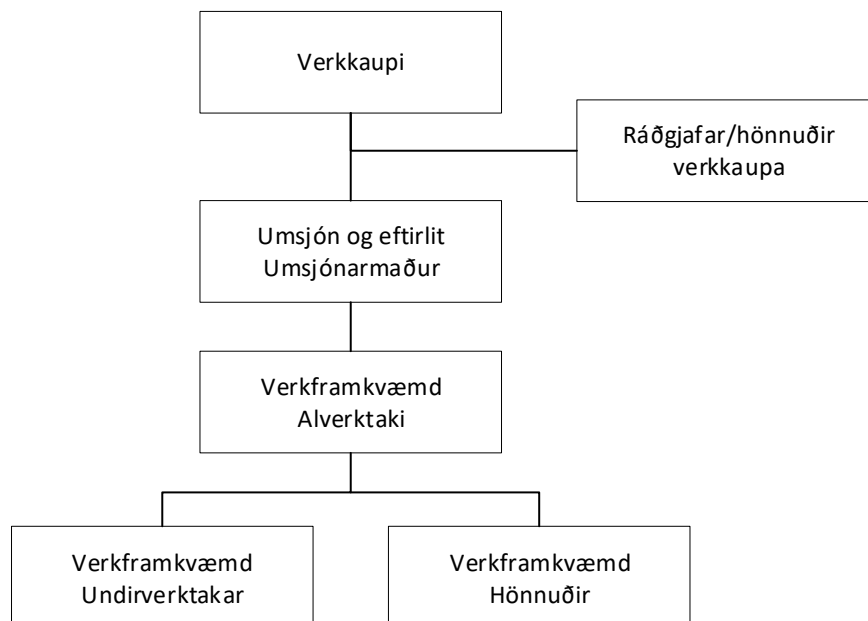 Verkkaupi
Ráðgjafar/hönnuðir
verkkaupa
Umsjón og eftirlit
Umsjónarmaður
Verkframkvæmd
Alverktaki
Verkframkvæmd
Undirverktakar
Verkframkvæmd
Hönnuðir